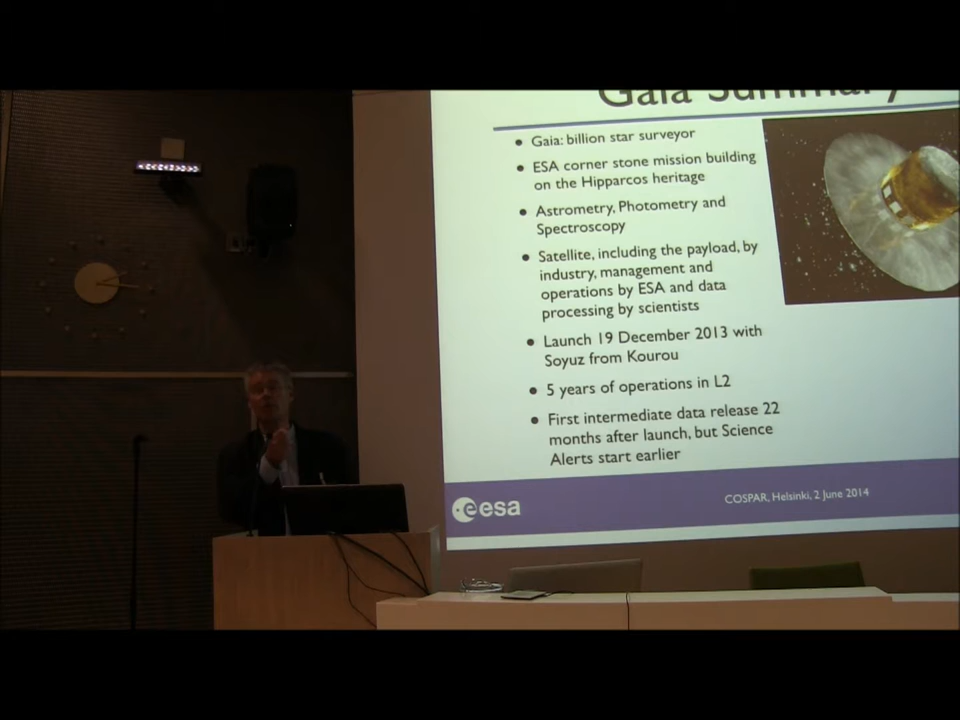 Gaia Summary
• Gaia: billion star surveyor
• ESA corner stone mission building
on the Hipparcos heritage
• Astrometry, Photometry and
Spectroscopy
• Satellite, including the payload, by
industry, management and
operations by ESA and data
processing by scientists
• Launch 19 December 2013 with
Soyuz from Kourou
• 5 years of operations in L2
• First intermediate data release 22
months after launch, but Science
Alerts start earlier
esa
COSPAR, Helsinki, 2 June 2014